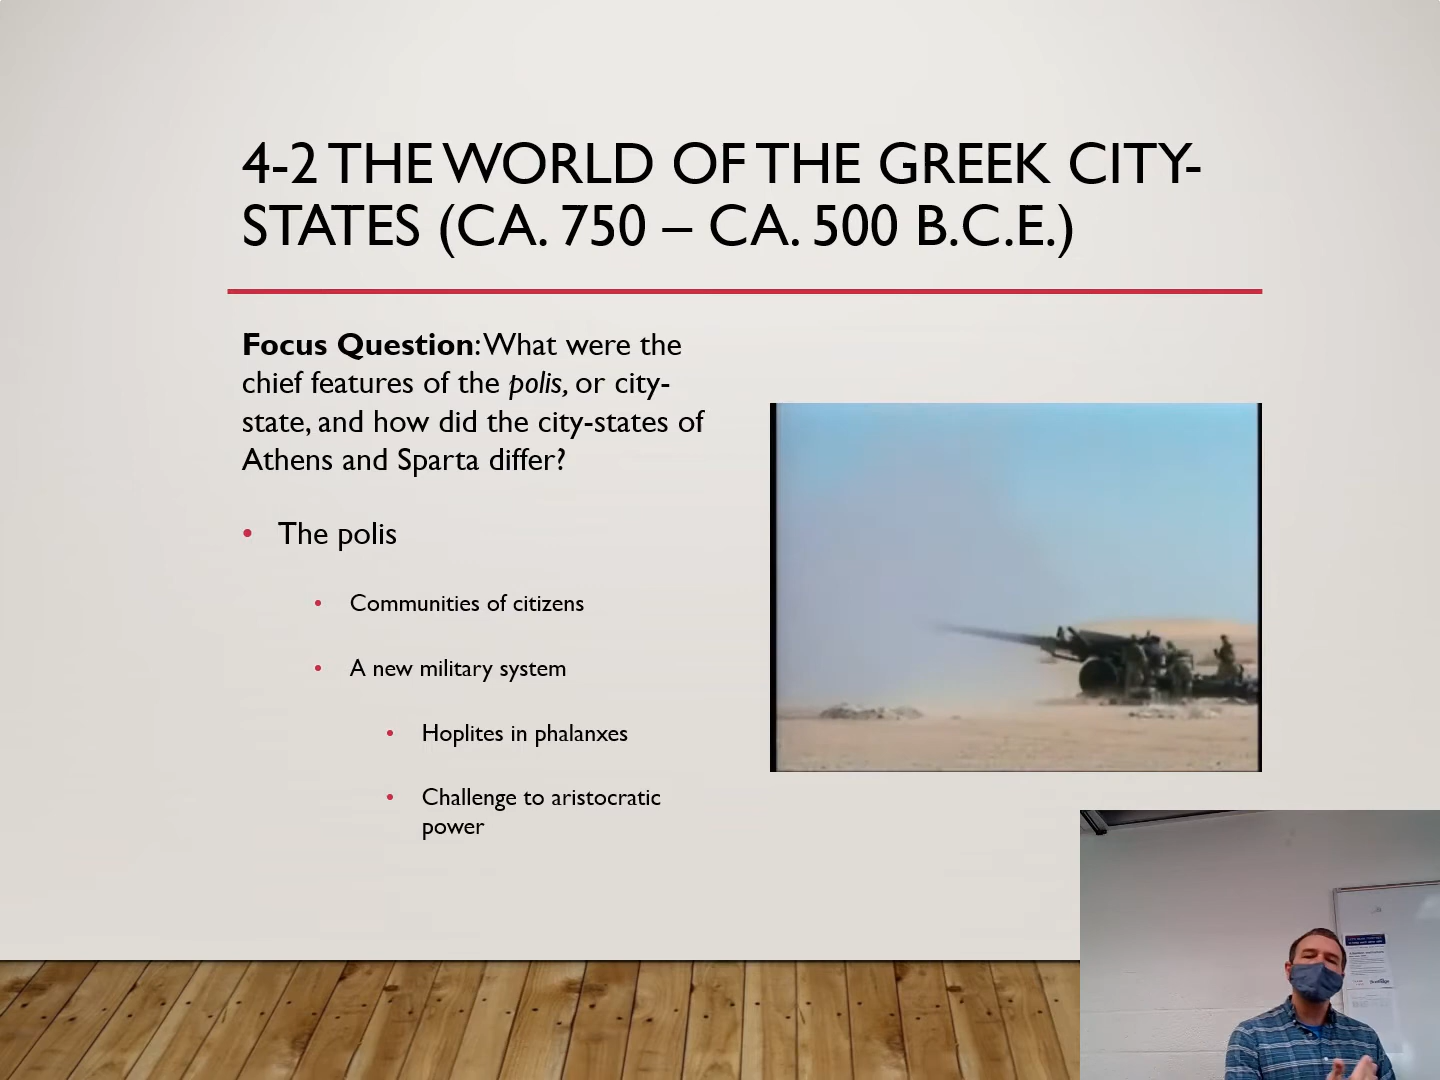 4-2 THE WORLD OF THE GREEK CITY-
STATES (CA. 750 – CA. 500 B.C.E.)
Focus Question: What were the
chief features of the polis, or city-
state, and how did the city-states of
Athens and Sparta differ?
• The polis
• Communities of citizens
• A new military system
• Hoplites in phalanxes
• Challenge to aristocratic
power